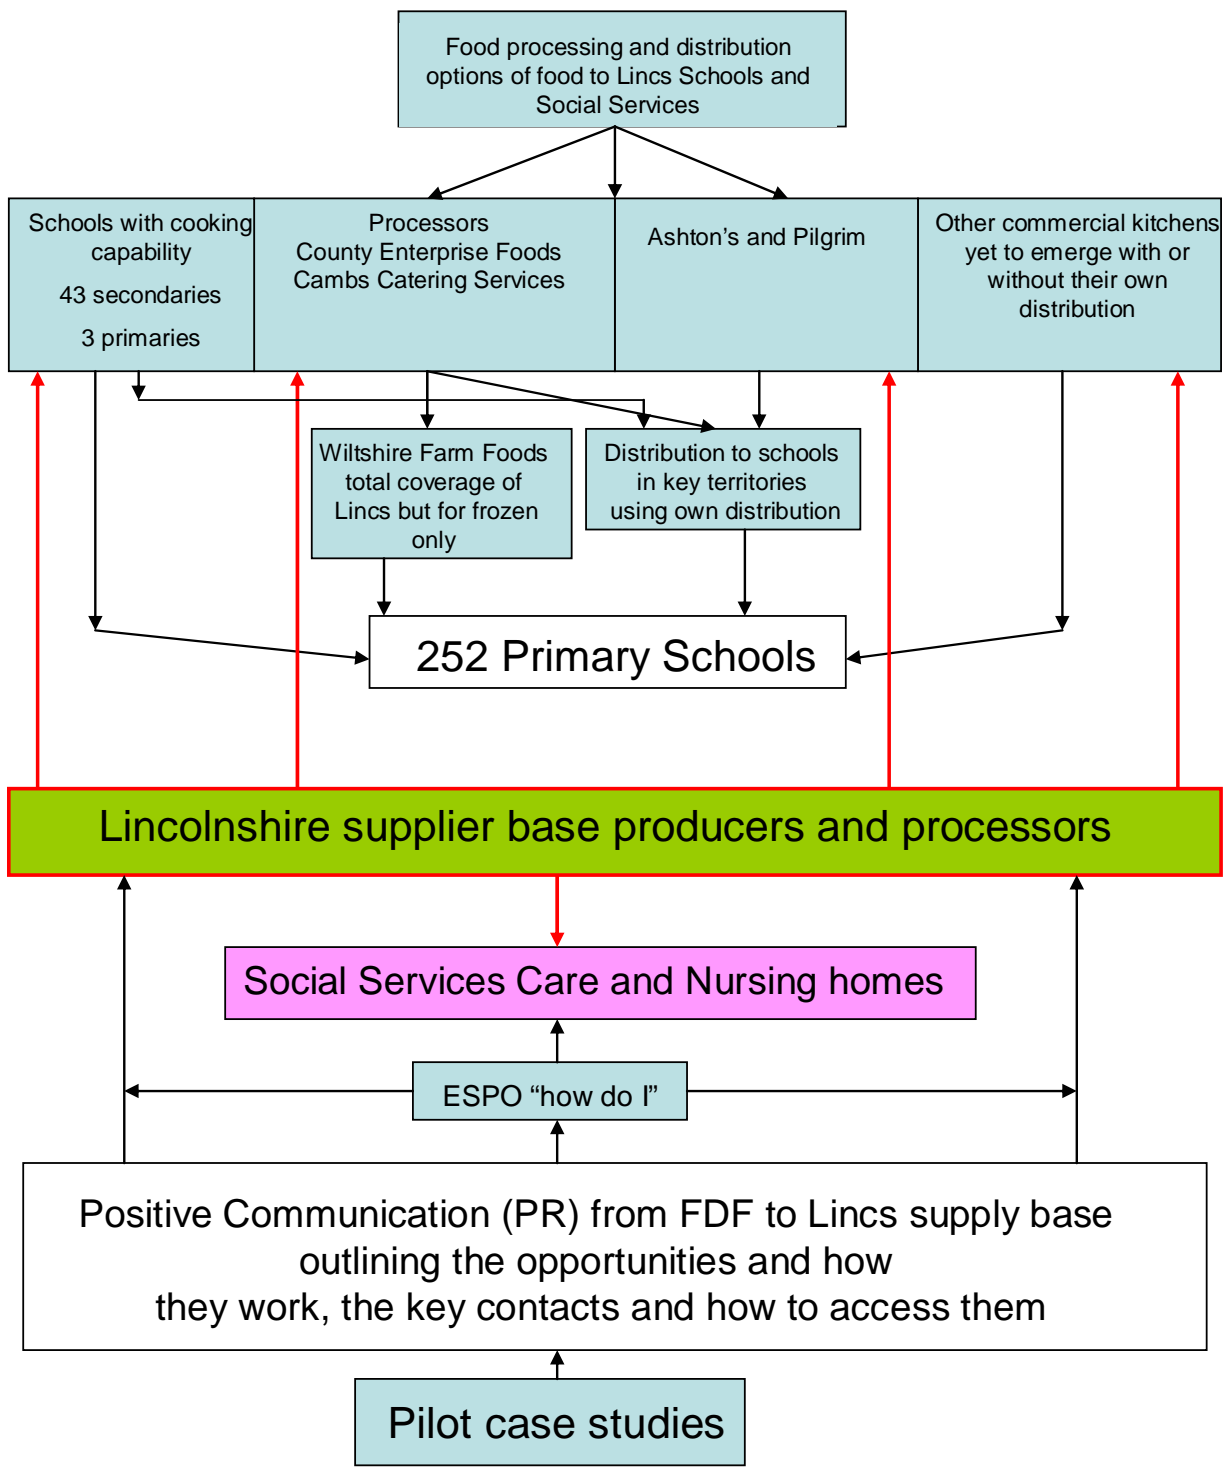 Food processing and distribution
options of food to Lincs Schools and
Social Services
Schools with cooking
capability
43 secondaries
3 primaries
Processors
County Enterprise Foods
Cambs Catering Services
Ashton's and Pilgrim
Other commercial kitchens
yet to emerge with or
without their own
distribution
Wiltshire Farm Foods
total coverage of
Lincs but for frozen
only
Distribution to schools
in key territories
using own distribution
252 Primary Schools
Lincolnshire supplier base producers and processors
Social Services Care and Nursing homes
ESPO “how do I”
Positive Communication (PR) from FDF to Lincs supply base
outlining the opportunities and how
they work, the key contacts and how to access them
Pilot case studies